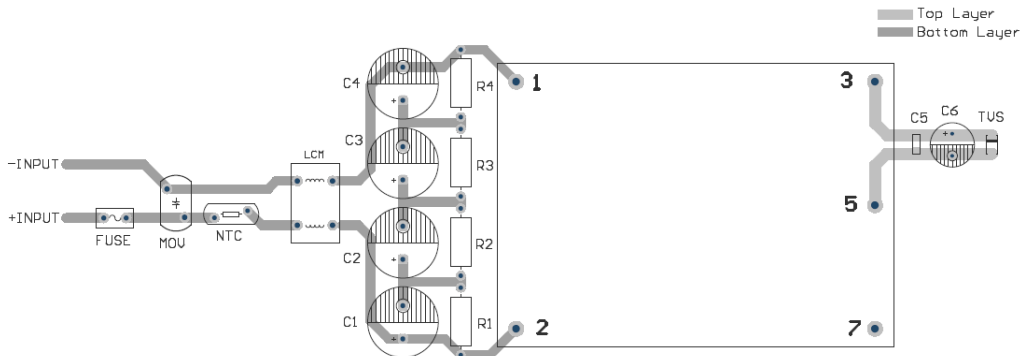 Top Layer
Bottom Layer
C4
R4
1
3
C5
C6
TVS
+
+
C3
R3
-INPUT
LCM
+
5
+INPUT
FUSE
MOV
NTC
R2
C2
+
C1
R1
+
2
7